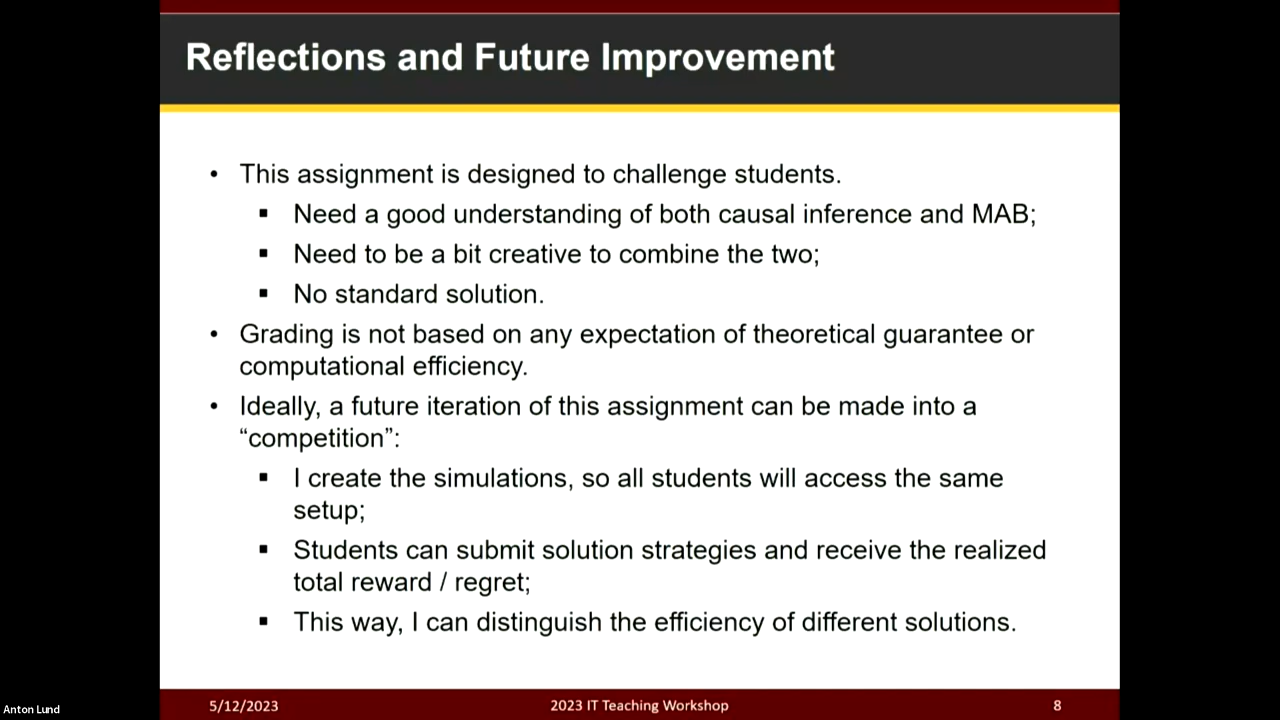 Reflections and Future Improvement
• This assignment is designed to challenge students.
▪ Need a good understanding of both causal inference and MAB;
▪ Need to be a bit creative to combine the two;
▪ No standard solution.
• Grading is not based on any expectation of theoretical guarantee or
computational efficiency.
• Ideally, a future iteration of this assignment can be made into a
“competition”:
▪ I create the simulations, so all students will access the same
setup;
▪ Students can submit solution strategies and receive the realized
total reward / regret;
▪ This way, I can distinguish the efficiency of different solutions.
Anton Lund
5/12/2023
2023 IT Teaching Workshop
8